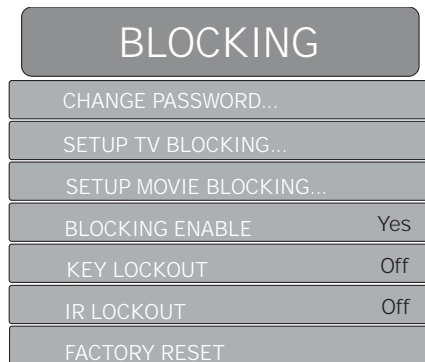 BLOCKING
CHANGE PASSWORD...
SETUP TV BLOCKING...
SETUP MOVIE BLOCKING...
BLOCKING ENABLE Yes
KEY LOCKOUT Off
IR LOCKOUT Off
FACTORY RESET